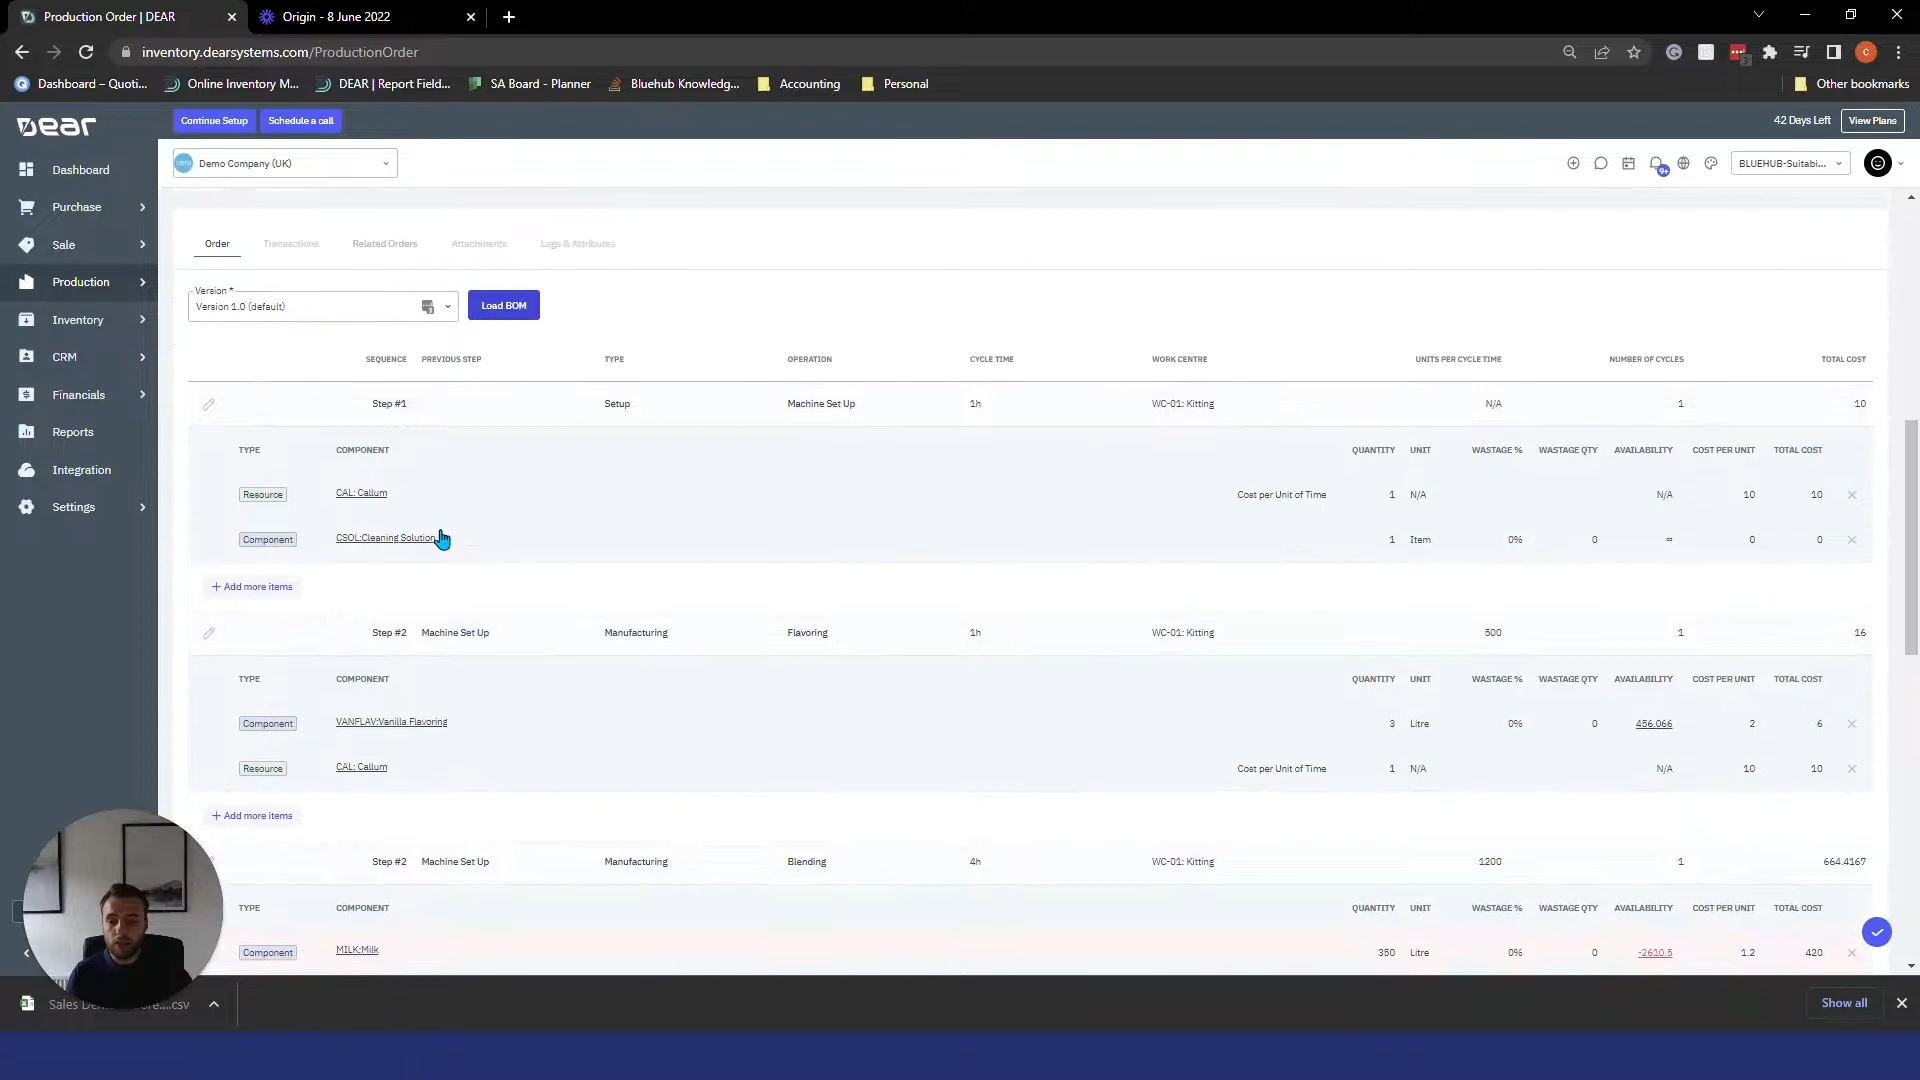 Production Order | DEAR
Origin - 8 June 2022
inventory.dearsystems.com/ProductionOrder
Dashboard – Quoti...
Online Inventory M...
DEAR | Report Field...
SA Board - Planner
Bluehub Knowledg...
Accounting
Personal
Other bookmarks
DEAR
Continue Setup
Schedule a call
42 Days Left
View Plans
Demo Company (UK)
9+
BLUEHUB-Suitabi...
Dashboard
Purchase
Sale
Production
Inventory
CRM
Financials
Reports
Integration
Settings
Order
Transactions
Related Orders
Attachments
Logs & Attributes
Version *
Version 1.0 (default)
Load BOM
SEQUENCE PREVIOUS STEP TYPE OPERATION CYCLE TIME WORK CENTRE UNITS PER CYCLE TIME NUMBER OF CYCLES TOTAL COST
Step #1 Setup Machine Set Up 1h WC-01: Kitting N/A 1 10
TYPE COMPONENT QUANTITY UNIT WASTAGE % WASTAGE QTY AVAILABILITY COST PER UNIT TOTAL COST
Resource CAL: Callum Cost per Unit of Time 1 N/A N/A 10 10
Component CSOL:Cleaning Solution 1 Item 0% 0 ∞ 0 0
+ Add more items
Step #2 Machine Set Up Manufacturing Flavoring 1h WC-01: Kitting 500 1 16
TYPE COMPONENT QUANTITY UNIT WASTAGE % WASTAGE QTY AVAILABILITY COST PER UNIT TOTAL COST
Component VANFLAV:Vanilla Flavoring 3 Litre 0% 0 456.066 2 6
Resource CAL: Callum Cost per Unit of Time 1 N/A N/A 10 10
+ Add more items
Step #2 Machine Set Up Manufacturing Blending 4h WC-01: Kitting 1200 1 664.4167
TYPE COMPONENT QUANTITY UNIT WASTAGE % WASTAGE QTY AVAILABILITY COST PER UNIT TOTAL COST
Component MILK:Milk 350 Litre 0% 0 -2610.5 1.2 420
Sales De
ore....csv
Show all